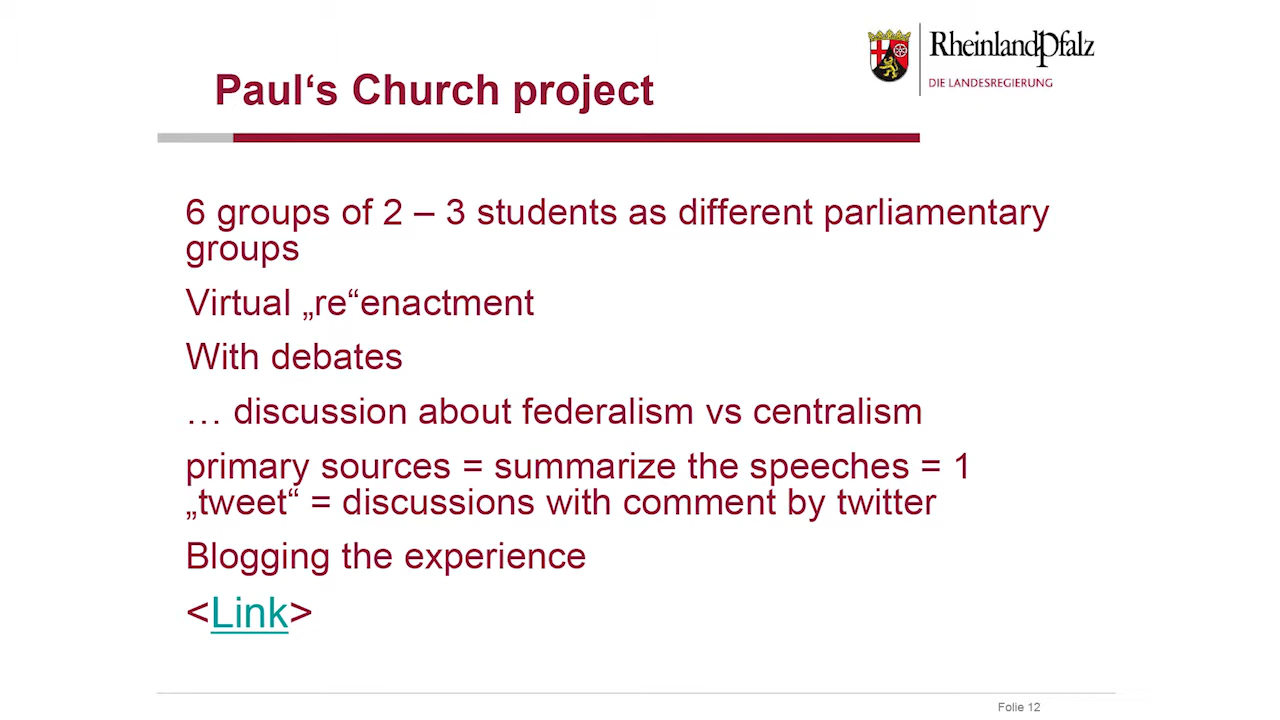 RheinlandPfalz
DIE LANDESREGIERUNG
Paul‘s Church project
6 groups of 2 – 3 students as different parliamentary
groups
Virtual „re“enactment
With debates
… discussion about federalism vs centralism
primary sources = summarize the speeches = 1
„tweet“ = discussions with comment by twitter
Blogging the experience
<Link>
Folie 12